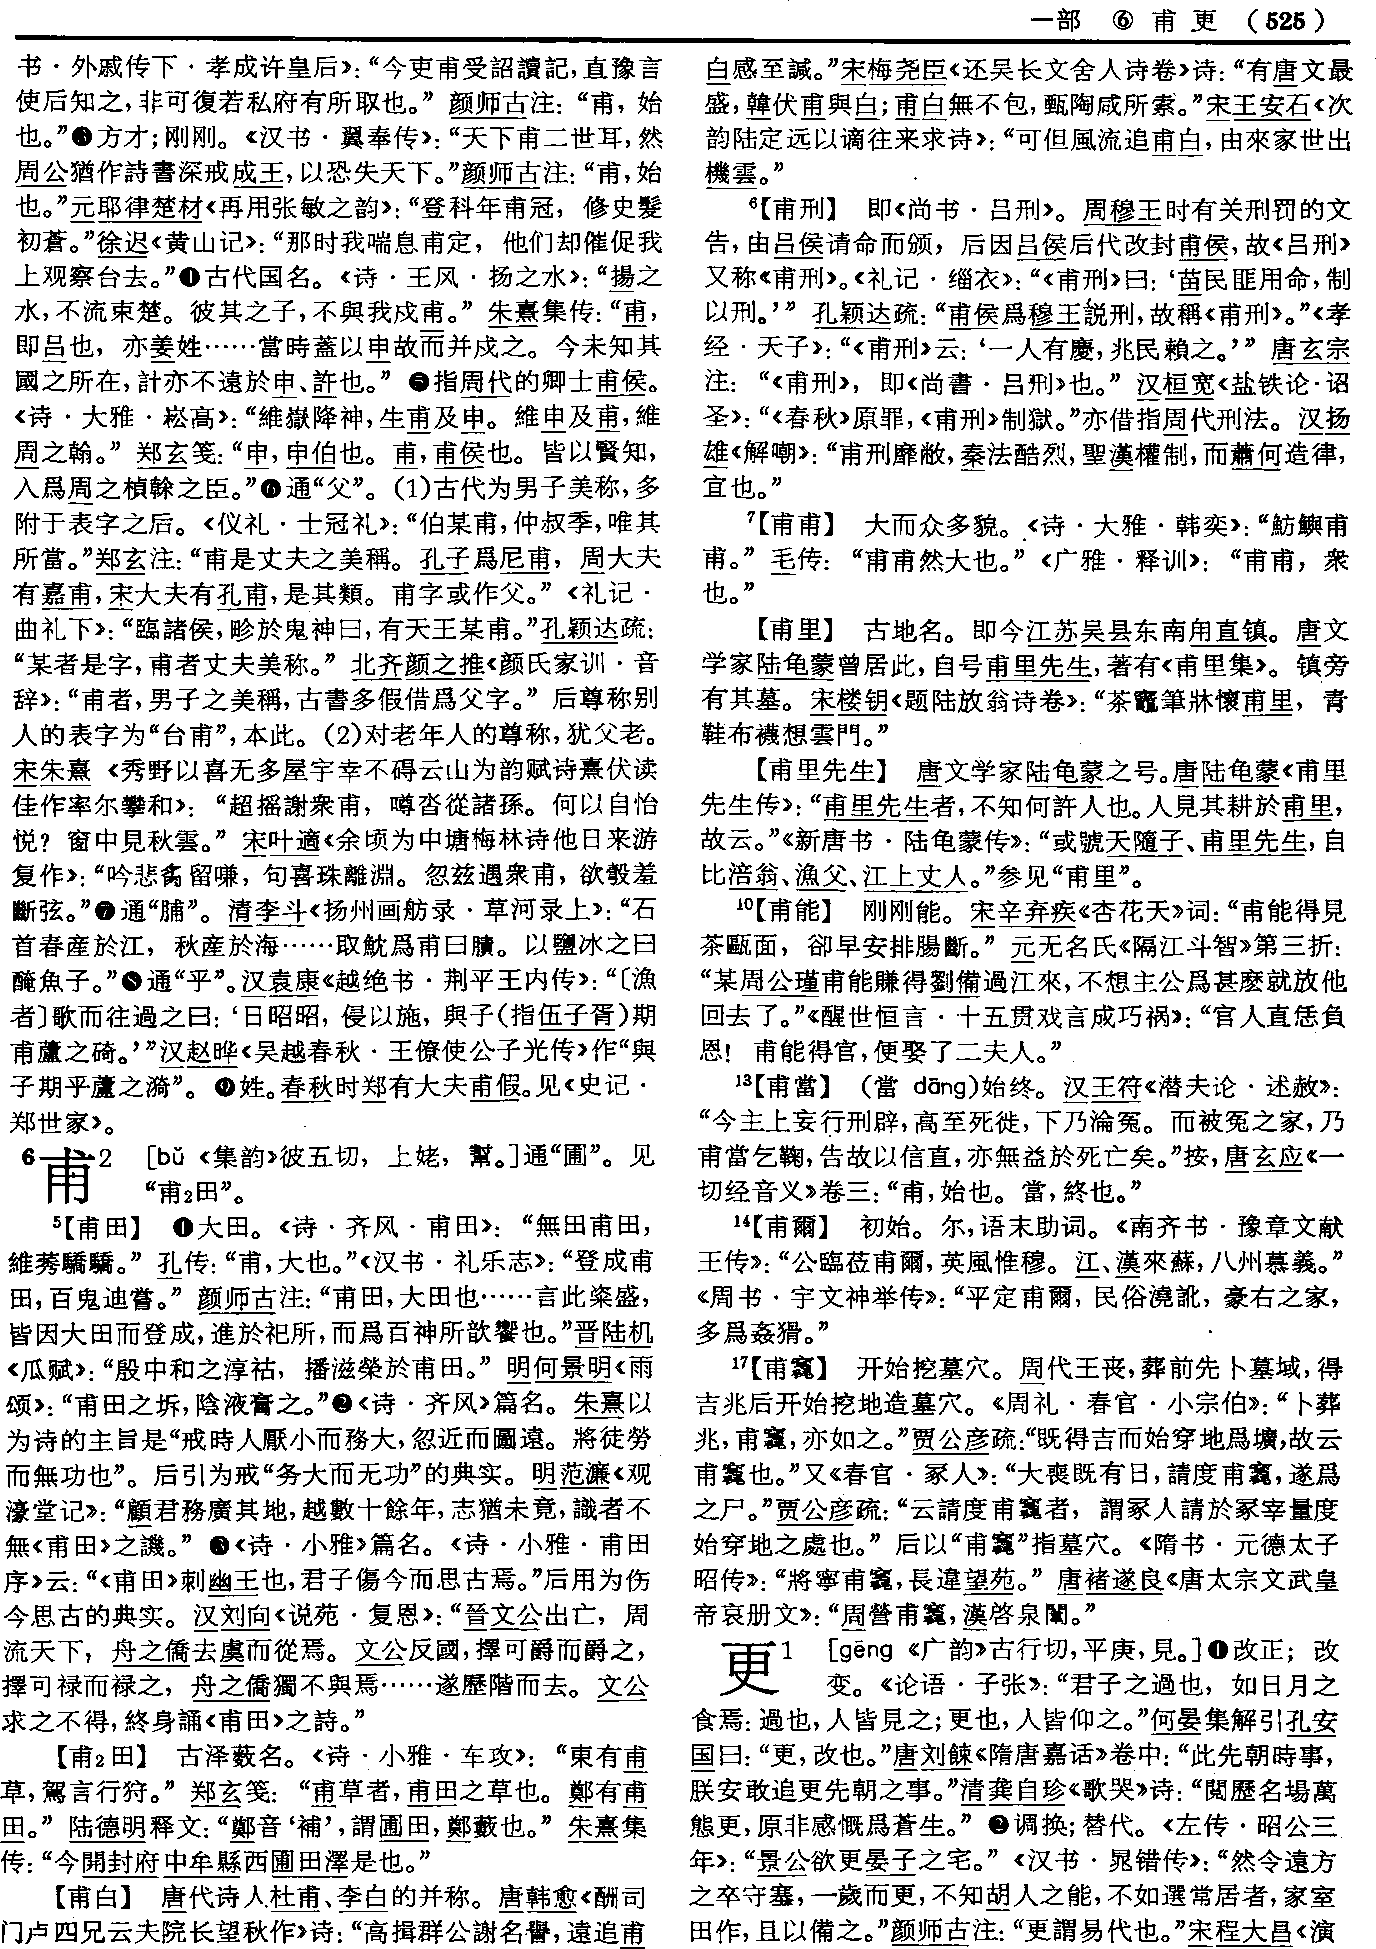 一部 ⑥ 甫更 (525)
书·外戚传下·孝成许皇后》:“今吏甫受詔讀記,直豫言
使后知之,非可復若私府有所取也。”颜师古注:“甫,始
也。”❸方才;刚刚。《汉书·翼奉传》:“天下甫二世耳,然
周公猶作詩書深戒成王,以恐失天下。”颜师古注:“甫,始
也。”元耶律楚材《再用张敏之韵》:“登科年甫冠,修史髮
初蒼。”徐迟《黄山记》:“那时我喘息甫定,他们却催促我
上观察台去。”❹古代国名。《诗·王风·扬之水》:“揚之
水,不流束楚。彼其之子,不與我戍甫。”朱熹集传:“甫,
即吕也,亦姜姓……當時蓋以申故而并戍之。今未知其
國之所在,計亦不遠於申、許也。”❺指周代的卿士甫侯。
《诗·大雅·崧高》:“維嶽降神,生甫及申。維申及甫,維
周之翰。”郑玄笺:“申,申伯也。甫,甫侯也。皆以賢知,
入爲周之楨榦之臣。”❻通“父”。(1)古代为男子美称,多
附于表字之后。《仪礼·士冠礼》:“伯某甫,仲叔季,唯其
所當。”郑玄注:“甫是丈夫之美稱。孔子爲尼甫,周大夫
有嘉甫,宋大夫有孔甫,是其類。甫字或作父。”《礼记·
曲礼下》:“臨諸侯,畛於鬼神曰,有天王某甫。”孔颖达疏:
“某者是字,甫者丈夫美称。”北齐颜之推《颜氏家训·音
辞》:“甫者,男子之美稱,古書多假借爲父字。”后尊称别
人的表字为“台甫”,本此。(2)对老年人的尊称,犹父老。
宋朱熹《秀野以喜无多屋宇幸不碍云山为韵赋诗熹伏读
佳作率尔攀和》:“超摇謝衆甫,噂沓從諸孫。何以自怡
悦?窗中見秋雲。”宋叶適《余顷为中塘梅林诗他日来游
复作》:“吟悲禽留嗛,句喜珠離淵。忽兹遇衆甫,欲彀羞
斷弦。”❼通“脯”。清李斗《扬州画舫录·草河录上》:“石
首春産於江,秋産於海……取魫爲甫曰膭。以鹽冰之曰
醃魚子。”❽通“平”。汉袁康《越绝书·荆平王内传》:“〔漁
者〕歌而往過之曰:‘日昭昭,侵以施,與子(指伍子胥)期
甫蘆之碕。’”汉赵晔《吴越春秋·王僚使公子光传》作“與
子期乎蘆之漪”。❾姓。春秋时郑有大夫甫假。见《史记·
郑世家》。
6甫2 [bǔ《集韵》彼五切,上姥,幫。]通“圃”。见
“甫2田”。
5【甫田】 ❶大田。《诗·齐风·甫田》:“無田甫田,
維莠驕驕。”孔传:“甫,大也。”《汉书·礼乐志》:“登成甫
田,百鬼迪嘗。”颜师古注:“甫田,大田也……言此粢盛,
皆因大田而登成,進於祀所,而爲百神所歆饗也。”晋陆机
《瓜赋》:“殷中和之淳祜,播滋榮於甫田。”明何景明《雨
颂》:“甫田之坼,陰液膏之。”❷《诗·齐风》篇名。朱熹以
为诗的主旨是“戒時人厭小而務大,忽近而圖遠。將徒勞
而無功也”。后引为戒“务大而无功”的典实。明范濂《观
濠堂记》:“顧君務廣其地,越數十餘年,志猶未竟,識者不
無《甫田》之譏。”❸《诗·小雅》篇名。《诗·小雅·甫田
序》云:“《甫田》刺幽王也,君子傷今而思古焉。”后用为伤
今思古的典实。汉刘向《说苑·复恩》:“晉文公出亡,周
流天下,舟之僑去虞而從焉。文公反國,擇可爵而爵之,
擇可禄而禄之,舟之僑獨不與焉……遂歷階而去。文公
求之不得,終身誦《甫田》之詩。”
【甫2田】 古泽薮名。《诗·小雅·车攻》:“東有甫
草,駕言行狩。”郑玄笺:“甫草者,甫田之草也。鄭有甫
田。”陆德明释文:“鄭音‘補’,謂圃田,鄭藪也。”朱熹集
传:“今開封府中牟縣西圃田澤是也。”
【甫白】 唐代诗人杜甫、李白的并称。唐韩愈《酬司
门卢四兄云夫院长望秋作》诗:“高揖群公謝名譽,遠追甫
白感至諴。”宋梅尧臣《还吴长文舍人诗卷》诗:“有唐文最
盛,韓伏甫與白;甫白無不包,甄陶咸所索。”宋王安石《次
韵陆定远以谪往来求诗》:“可但風流追甫白,由來家世出
機雲。”
6【甫刑】 即《尚书·吕刑》。周穆王时有关刑罚的文
告,由吕侯请命而颁,后因吕侯后代改封甫侯,故《吕刑》
又称《甫刑》。《礼记·缁衣》:“《甫刑》曰:‘苗民匪用命,制
以刑。’”孔颖达疏:“甫侯爲穆王説刑,故稱《甫刑》。”《孝
经·天子》:“《甫刑》云:‘一人有慶,兆民賴之。’”唐玄宗
注:“《甫刑》,即《尚書·吕刑》也。”汉桓宽《盐铁论·诏
圣》:“《春秋》原罪,《甫刑》制獄。”亦借指周代刑法。汉扬
雄《解嘲》:“甫刑靡敝,秦法酷烈,聖漢權制,而蕭何造律,
宜也。”
7【甫甫】 大而众多貌。《诗·大雅·韩奕》:“魴鱮甫
甫。”毛传:“甫甫然大也。”《广雅·释训》:“甫甫,衆
也。”
【甫里】 古地名。即今江苏吴县东南甪直镇。唐文
学家陆龟蒙曾居此,自号甫里先生,著有《甫里集》。镇旁
有其墓。宋楼钥《题陆放翁诗卷》:“茶竈筆牀懷甫里,青
鞋布襪想雲門。”
【甫里先生】 唐文学家陆龟蒙之号。唐陆龟蒙《甫里
先生传》:“甫里先生者,不知何許人也。人見其耕於甫里,
故云。”《新唐书·陆龟蒙传》:“或號天隨子、甫里先生,自
比涪翁、漁父、江上丈人。”参见“甫里”。
10【甫能】 刚刚能。宋辛弃疾《杏花天》词:“甫能得見
茶甌面,卻早安排腸斷。”元无名氏《隔江斗智》第三折:
“某周公瑾甫能賺得劉備過江來,不想主公爲甚麽就放他
回去了。”《醒世恒言·十五贯戏言成巧祸》:“官人直恁負
恩!甫能得官,便娶了二夫人。”
13【甫當】 (當 dāng)始终。汉王符《潜夫论·述赦》:
“今主上妄行刑辟,高至死徙,下乃淪冤。而被冤之家,乃
甫當乞鞠,告故以信直,亦無益於死亡矣。”按,唐玄应《一
切经音义》卷三:“甫,始也。當,終也。”
14【甫爾】 初始。尔,语末助词。《南齐书·豫章文献
王传》:“公臨莅甫爾,英風惟穆。江、漢來蘇,八州慕義。”
《周书·宇文神举传》:“平定甫爾,民俗澆訛,豪右之家,
多爲姦猾。”
17【甫竁】 开始挖墓穴。周代王丧,葬前先卜墓域,得
吉兆后开始挖地造墓穴。《周礼·春官·小宗伯》:“卜葬
兆,甫竁,亦如之。”贾公彦疏:“既得吉而始穿地爲壙,故云
甫竁也。”又《春官·冢人》:“大喪既有日,請度甫竁,遂爲
之尸。”贾公彦疏:“云請度甫竁者,謂冢人請於冢宰量度
始穿地之處也。”后以“甫竁”指墓穴。《隋书·元德太子
昭传》:“將寧甫竁,長違望苑。”唐褚遂良《唐太宗文武皇
帝哀册文》:“周營甫竁,漢啓泉闈。”
更1 [gēng《广韵》古行切,平庚,見。]❶改正;改
变。《论语·子张》:“君子之過也,如日月之
食焉:過也,人皆見之;更也,人皆仰之。”何晏集解引孔安
国曰:“更,改也。”唐刘餗《隋唐嘉话》卷中:“此先朝時事,
朕安敢追更先朝之事。”清龚自珍《歌哭》诗:“閲歷名場萬
態更,原非感慨爲蒼生。”❷调换;替代。《左传·昭公三
年》:“景公欲更晏子之宅。”《汉书·晁错传》:“然令遠方
之卒守塞,一歲而更,不知胡人之能,不如選常居者,家室
田作,且以備之。”颜师古注:“更謂易代也。”宋程大昌《演